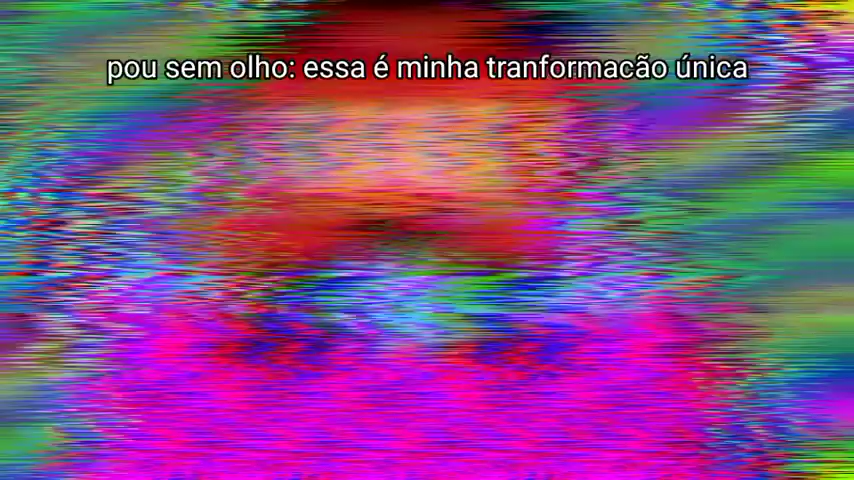 pou sem olho: essa é minha tranformacão única